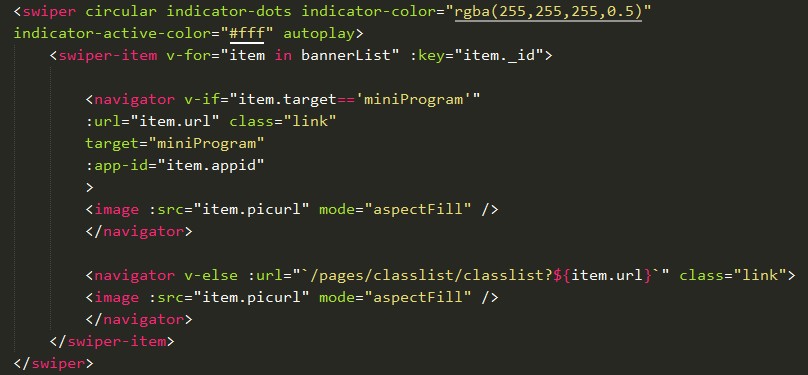 <swiper circular indicator-dots indicator-color="rgba(255,255,255,0.5)"
indicator-active-color="#fff" autoplay>
<swiper-item v-for="item in bannerList" :key="item._id">
<navigator v-if="item.target=='miniProgram'"
:url="item.url" class="link"
target="miniProgram"
:app-id="item.appid"
>
<image :src="item.picurl" mode="aspectFill" />
</navigator>
<navigator v-else :url="`/pages/classlist/classlist?${item.url}`" class="link">
<image :src="item.picurl" mode="aspectFill" />
</navigator>
</swiper-item>
</swiper>